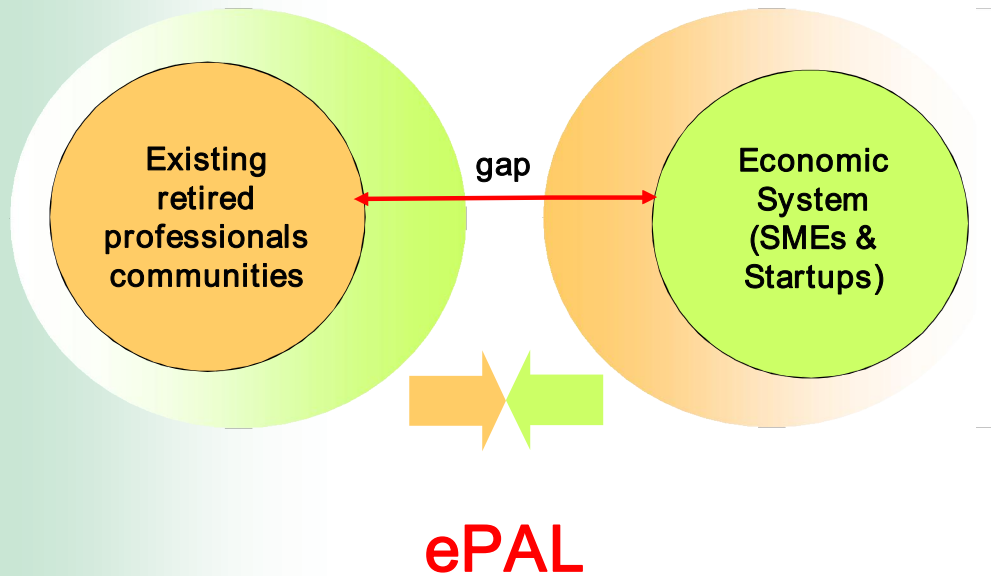 Existing
retired
professionals
communities
gap
Economic
System
(SMEs &
Startups)
ePAL